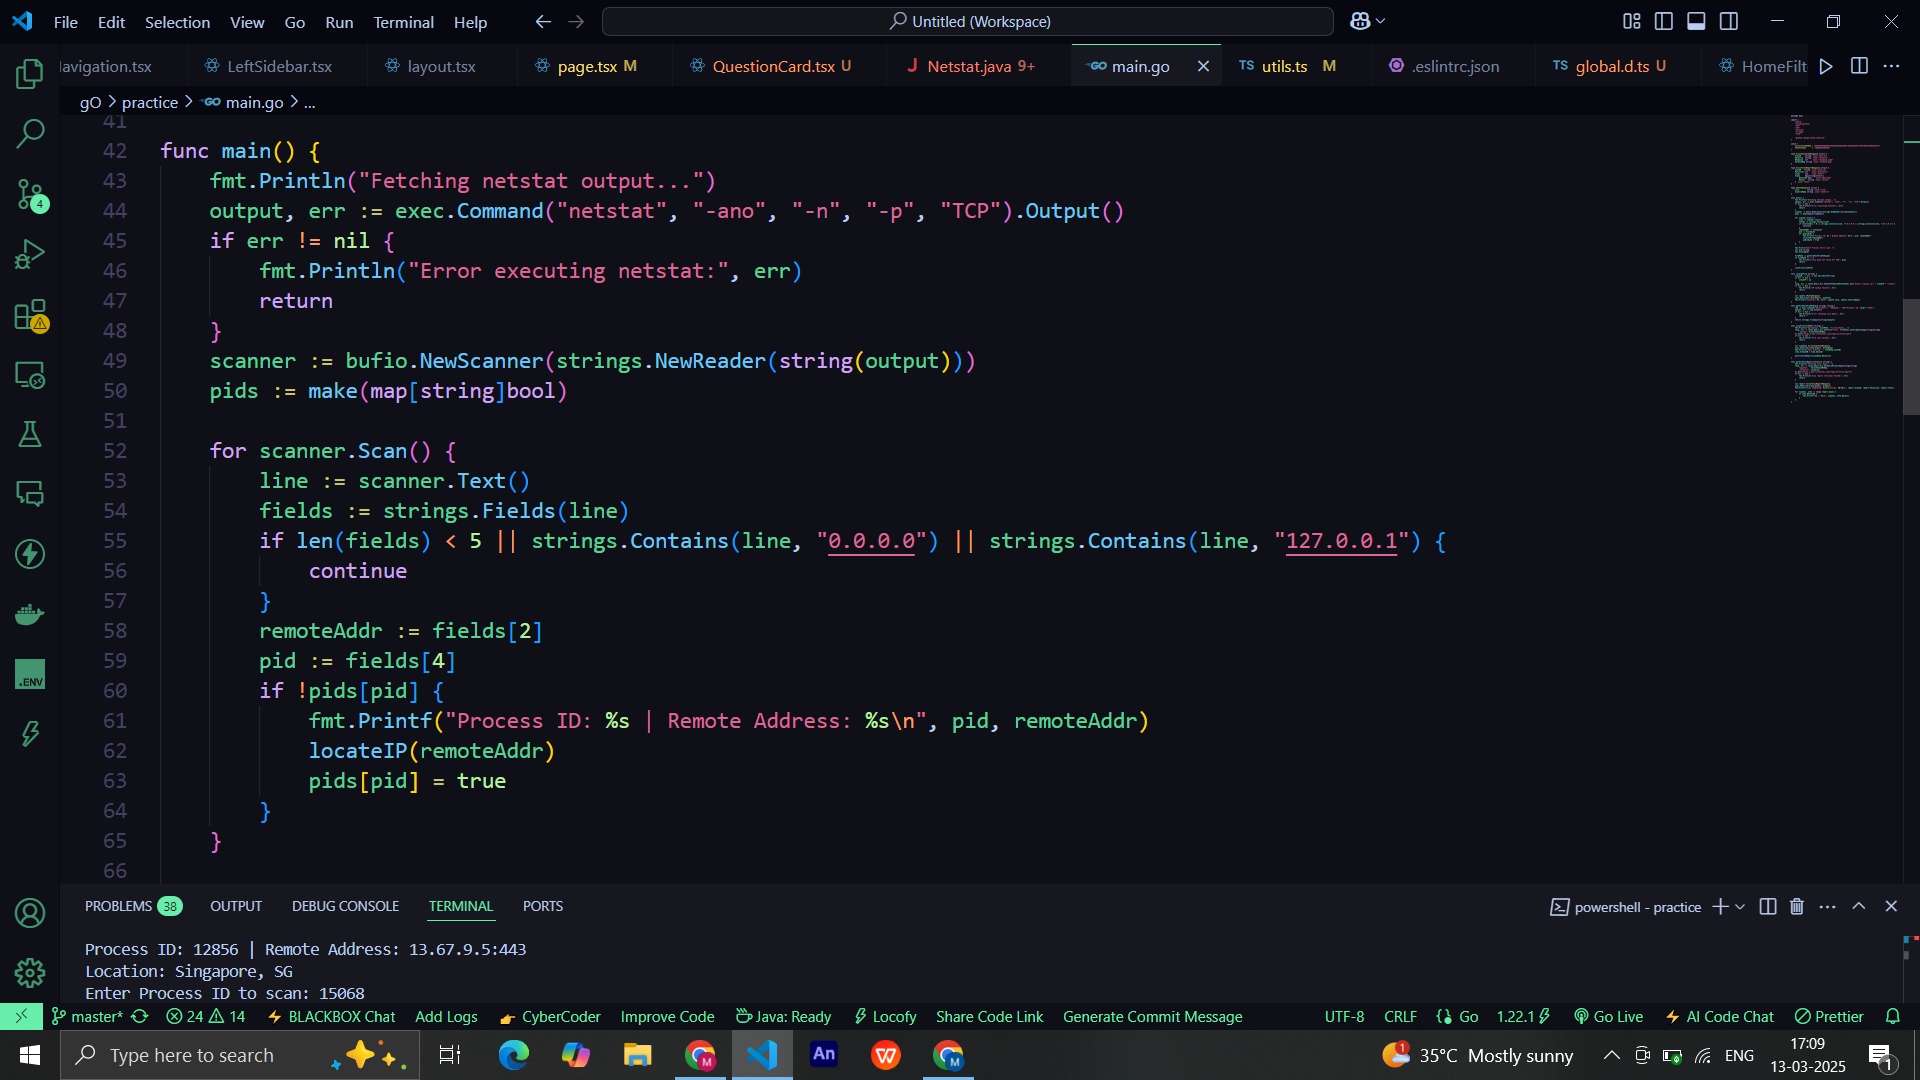 File Edit Selection View Go Run Terminal Help
Untitled (Workspace)
avigation.tsx LeftSidebar.tsx layout.tsx page.tsx M QuestionCard.tsx U Netstat.java 9+ main.go utils.ts M .eslintrc.json global.d.ts U HomeFilt
gO > practice > main.go > ...
41
42 func main() {
43 fmt.Println("Fetching netstat output...")
44 output, err := exec.Command("netstat", "-ano", "-n", "-p", "TCP").Output()
45 if err != nil {
46 fmt.Println("Error executing netstat:", err)
47 return
48 }
49 scanner := bufio.NewScanner(strings.NewReader(string(output)))
50 pids := make(map[string]bool)
51
52 for scanner.Scan() {
53 line := scanner.Text()
54 fields := strings.Fields(line)
55 if len(fields) < 5 || strings.Contains(line, "0.0.0.0") || strings.Contains(line, "127.0.0.1") {
56 continue
57 }
58 remoteAddr := fields[2]
59 pid := fields[4]
60 if !pids[pid] {
61 fmt.Printf("Process ID: %s | Remote Address: %s\n", pid, remoteAddr)
62 locateIP(remoteAddr)
63 pids[pid] = true
64 }
65 }
66
PROBLEMS 38 OUTPUT DEBUG CONSOLE TERMINAL PORTS
powershell - practice
Process ID: 12856 | Remote Address: 13.67.9.5:443
Location: Singapore, SG
Enter Process ID to scan: 15068
master* 24 14 BLACKBOX Chat Add Logs CyberCoder Improve Code Java: Ready Locofy Share Code Link Generate Commit Message UTF-8 CRLF Go 1.22.1 Go Live AI Code Chat Prettier
Type here to search
35°C Mostly sunny
ENG
17:09
13-03-2025